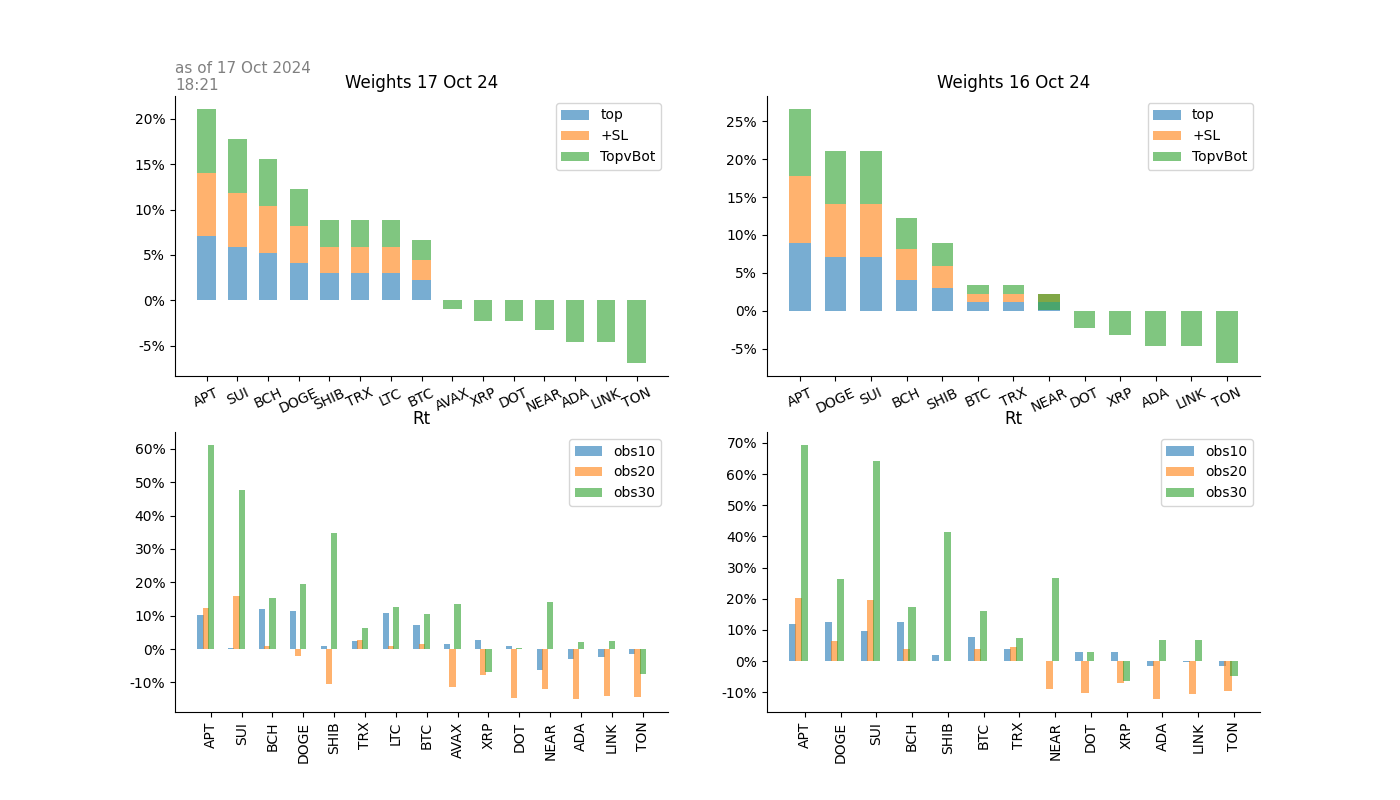 as of 17 Oct 2024
18:21
Weights 17 Oct 24
20%
15%
10%
5%
0%
-5%
top
+SL
TopvBot
APT SUI BCH DOGE SHIB TRX LTC BTC AVAX XRP DOT NEAR ADA LINK TON
Weights 16 Oct 24
25%
20%
15%
10%
5%
0%
-5%
top
+SL
TopvBot
APT DOGE SUI BCH SHIB BTC TRX NEAR DOT XRP ADA LINK TON
Rt
60%
50%
40%
30%
20%
10%
0%
-10%
obs10
obs20
obs30
APT SUI BCH DOGE SHIB TRX LTC BTC AVAX XRP DOT NEAR ADA LINK TON
Rt
70%
60%
50%
40%
30%
20%
10%
0%
-10%
obs10
obs20
obs30
APT DOGE SUI BCH SHIB BTC TRX NEAR DOT XRP ADA LINK TON